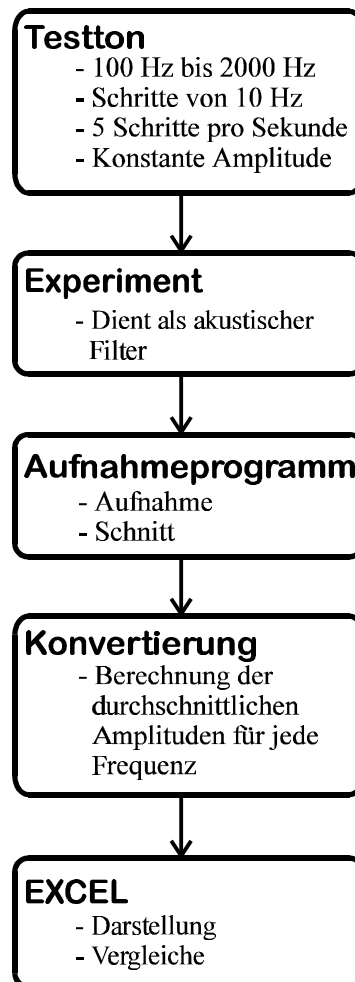 Testton
- 100 Hz bis 2000 Hz
- Schritte von 10 Hz
- 5 Schritte pro Sekunde
- Konstante Amplitude
Experiment
- Dient als akustischer
Filter
Aufnahmeprogramm
- Aufnahme
- Schnitt
Konvertierung
- Berechnung der
durchschnittlichen
Amplituden für jede
Frequenz
EXCEL
- Darstellung
- Vergleiche